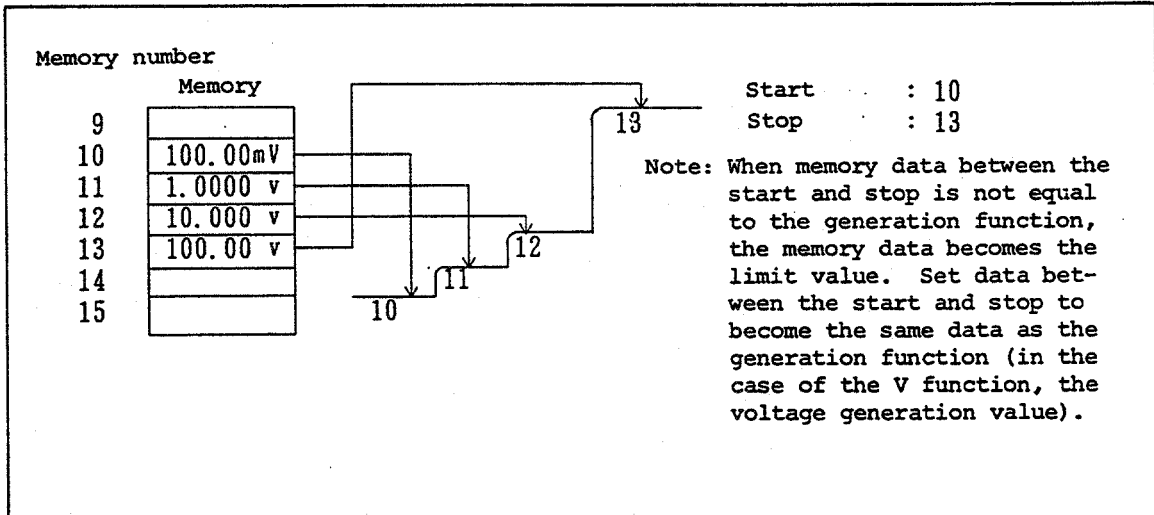 Memory number
Memory
9
10 100.00mV
11 1.0000 v
12 10.000 v
13 100.00 v
14
15
10
11
12
13
Start : 10
Stop : 13
Note: When memory data between the
start and stop is not equal
to the generation function,
the memory data becomes the
limit value. Set data bet-
ween the start and stop to
become the same data as the
generation function (in the
case of the V function, the
voltage generation value).